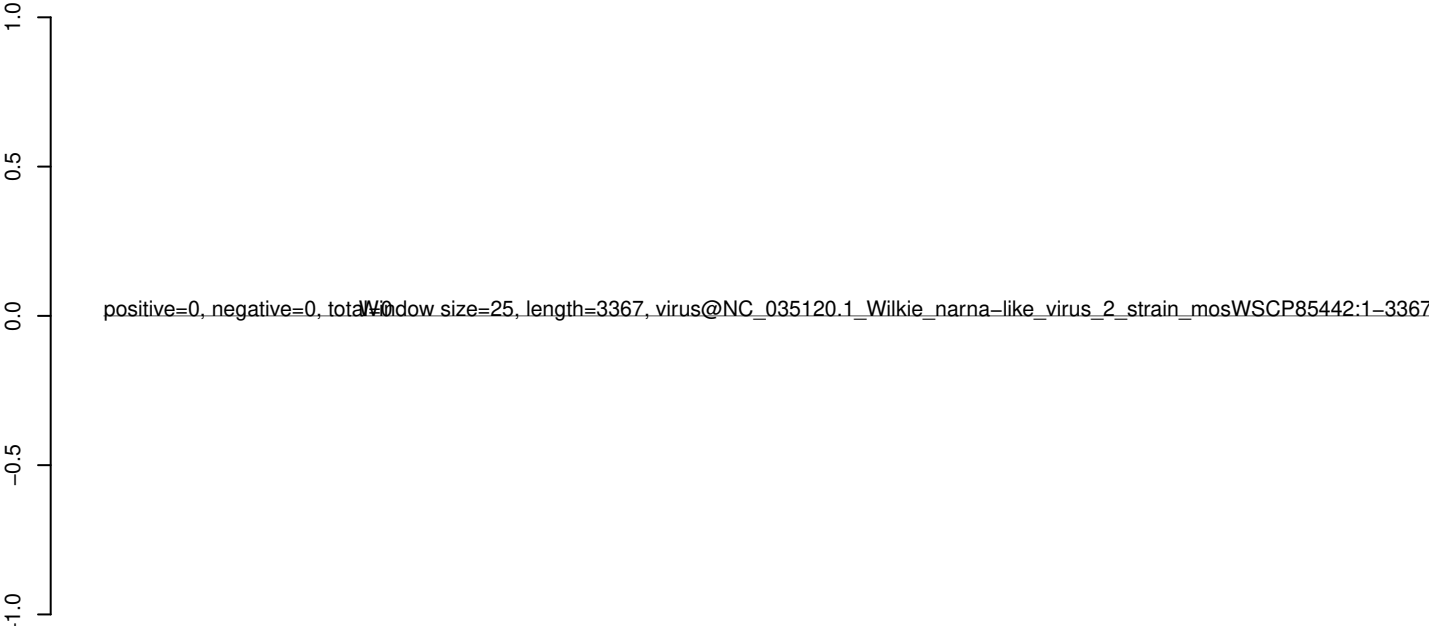 1.0
0.5
0.0
−0.5
-1.0
positive=0, negative=0, total=0
Window size=25, length=3367, virus@NC_035120.1_Wilkie_narna−like_virus_2_strain_mosWSCP85442:1−3367